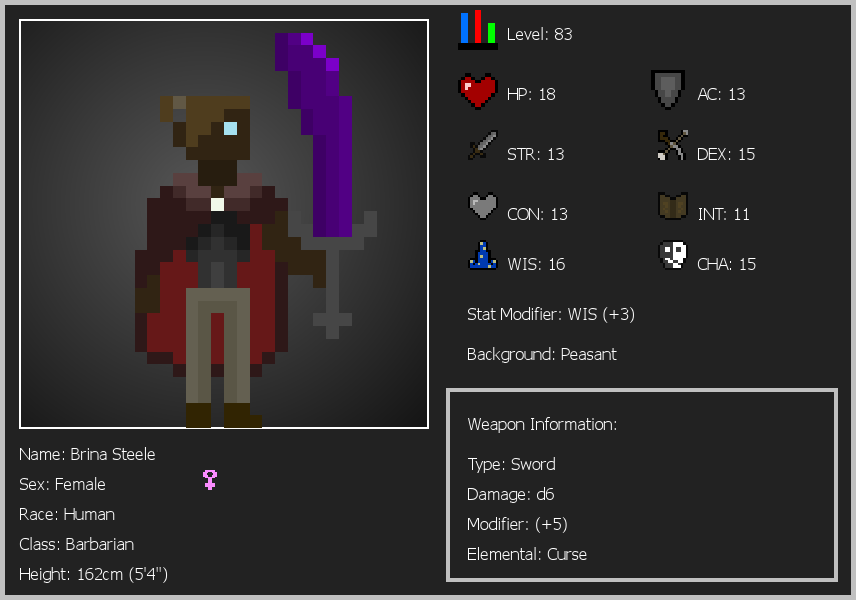 Level: 83
HP: 18
AC: 13
STR: 13
DEX: 15
CON: 13
INT: 11
WIS: 16
CHA: 15
Stat Modifier: WIS (+3)
Background: Peasant
Weapon Information:
Type: Sword
Damage: d6
Modifier: (+5)
Elemental: Curse
Name: Brina Steele
Sex: Female
Race: Human
Class: Barbarian
Height: 162cm (5'4")